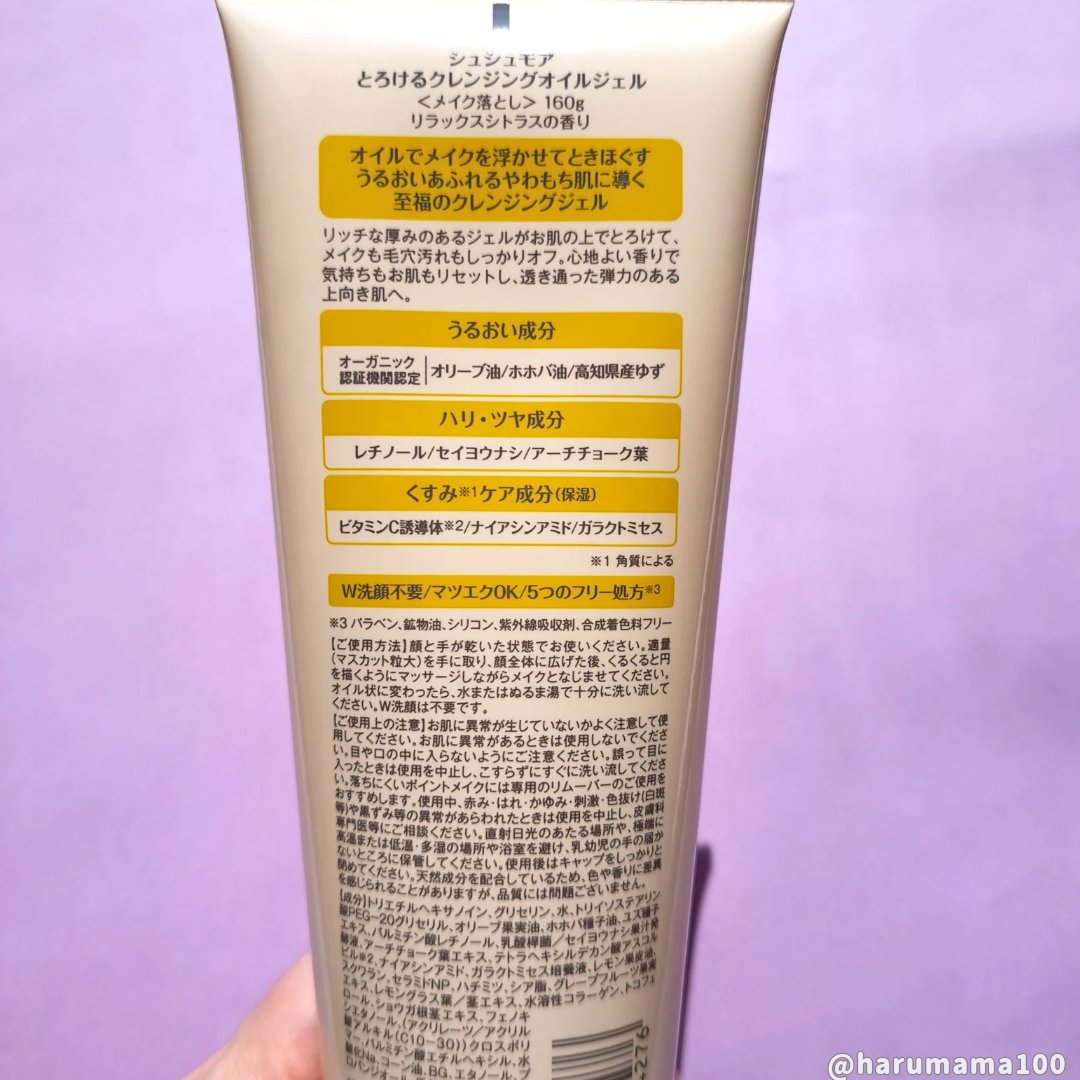 シュシュモア
とろけるクレンジングオイルジェル
<メイク落とし> 160g
リラックスシトラスの香り
オイルでメイクを浮かせてときほぐす
うるおいあふれるやわもち肌に導く
至福のクレンジングジェル
リッチな厚みのあるジェルがお肌の上でとろけて、
メイクも毛穴汚れもしっかりオフ。心地よい香りで
気持ちもお肌もリセットし、透き通った弾力のある
上向き肌へ。
うるおい成分
オーガニック
認証機関認定
オリーブ油/ホホバ油/高知県産ゆず
ハリ・ツヤ成分
レチノール/セイヨウナシ/アーチチョーク葉
くすみ※1ケア成分(保湿)
ビタミンC誘導体※2/ナイアシンアミド/ガラクトミセス
※1 角質による
W洗顔不要/マツエクOK/5つのフリー処方※3
※3 パラベン、鉱物油、シリコン、紫外線吸収剤、合成着色料フリー
【ご使用方法】顔と手が乾いた状態でお使いください。適量
(マスカット粒大)を手に取り、顔全体に広げた後、くるくると円
を描くようにマッサージしながらメイクとなじませてください。
オイル状に変わったら、水またはぬるま湯で十分に洗い流して
ください。W洗顔は不要です。
【ご使用上の注意】お肌に異常が生じていないかよく注意して使
用してください。お肌に異常があるときは使用しないでくださ
い。目や口の中に入らないようにご注意ください。誤って目に
入ったときは使用を中止し、こすらずにすぐに洗い流してくださ
い。落ちにくいポイントメイクには専用のリムーバーのご使用を
おすすめします。使用中、赤み・はれ・かゆみ・刺激・色抜け(白斑
等)や黒ずみ等の異常があらわれたときは使用を中止し、皮膚科
専門医等にご相談ください。直射日光のあたる場所や、極端に
高温または低温・多湿の場所や浴室を避け、乳幼児の手の届か
ないところに保管してください。使用後はキャップをしっかりと
閉めてください。天然成分を配合しているため、色や香りに差異
を感じられることがありますが、品質には問題ございません。
【成分】トリエチルヘキサノイン、グリセリン、水、トリイソステアリン
酸PEG-20グリセリル、オリーブ果実油、ホホバ種子油、ユズ種子
エキス、パルミチン酸レチノール、乳酸桿菌/セイヨウナシ果汁発
酵液、アーチチョーク葉エキス、テトラヘキシルデカン酸アスコル
ビル※2、ナイアシンアミド、ガラクトミセス培養液、レモン果皮油、
スクワラン、セラミドNP、ハチミツ、シア脂、グレープフルーツ果実
エキス、レモングラス葉/茎エキス、水溶性コラーゲン、トコフェ
ロール、ショウガ根茎エキス、フェノキ
シエタノール、(アクリレーツ/アクリル
酸アルキル(C10-30))クロスポリ
マー、パルミチン酸エチルヘキシル、水
酸化Na、コーン油、BG、エタノール、プ
ロパンジオール、
4276
@harumama100